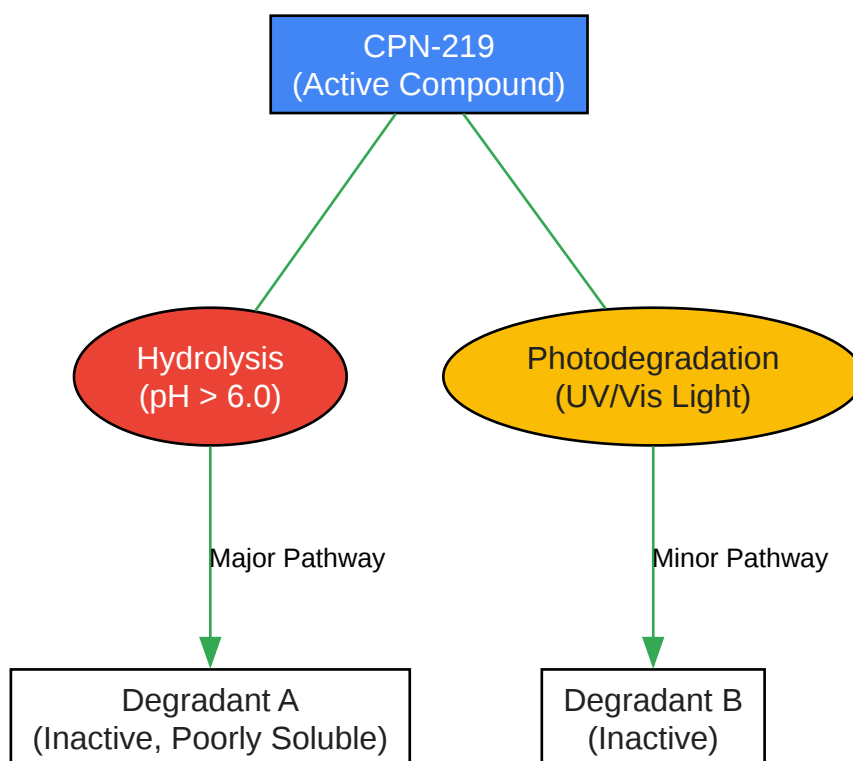 CPN-219
(Active Compound)
Hydrolysis
(pH > 6.0)
Photodegradation
(UV/Vis Light)
Major Pathway
Minor Pathway
Degradant A
(Inactive, Poorly Soluble)
Degradant B
(Inactive)